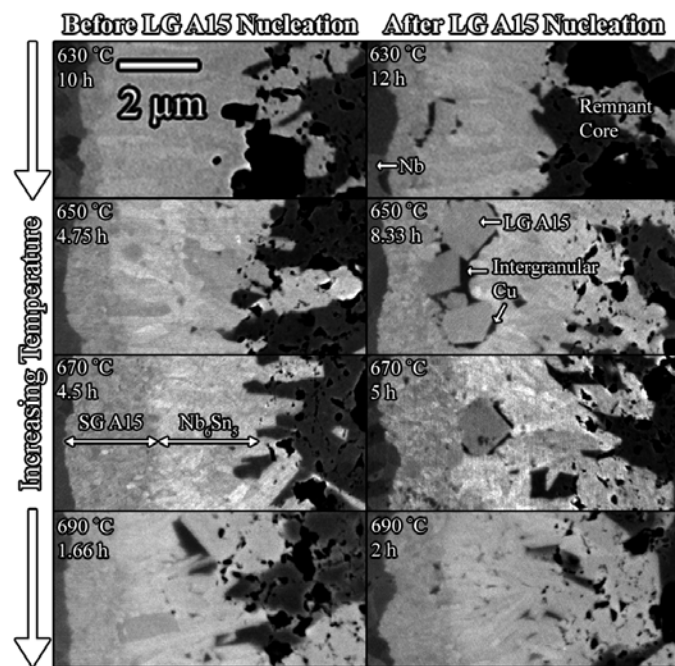 Before LG A15 Nucleation
After LG A15 Nucleation
Increasing Temperature
630 °C
10 h
2 μm
630 °C
12 h
Remnant
Core
Nb
650 °C
4.75 h
650 °C
8.33 h
LG A15
Intergranular
Cu
670 °C
4.5 h
SG A15
Nb₆Sn₅
670 °C
5 h
690 °C
1.66 h
690 °C
2 h